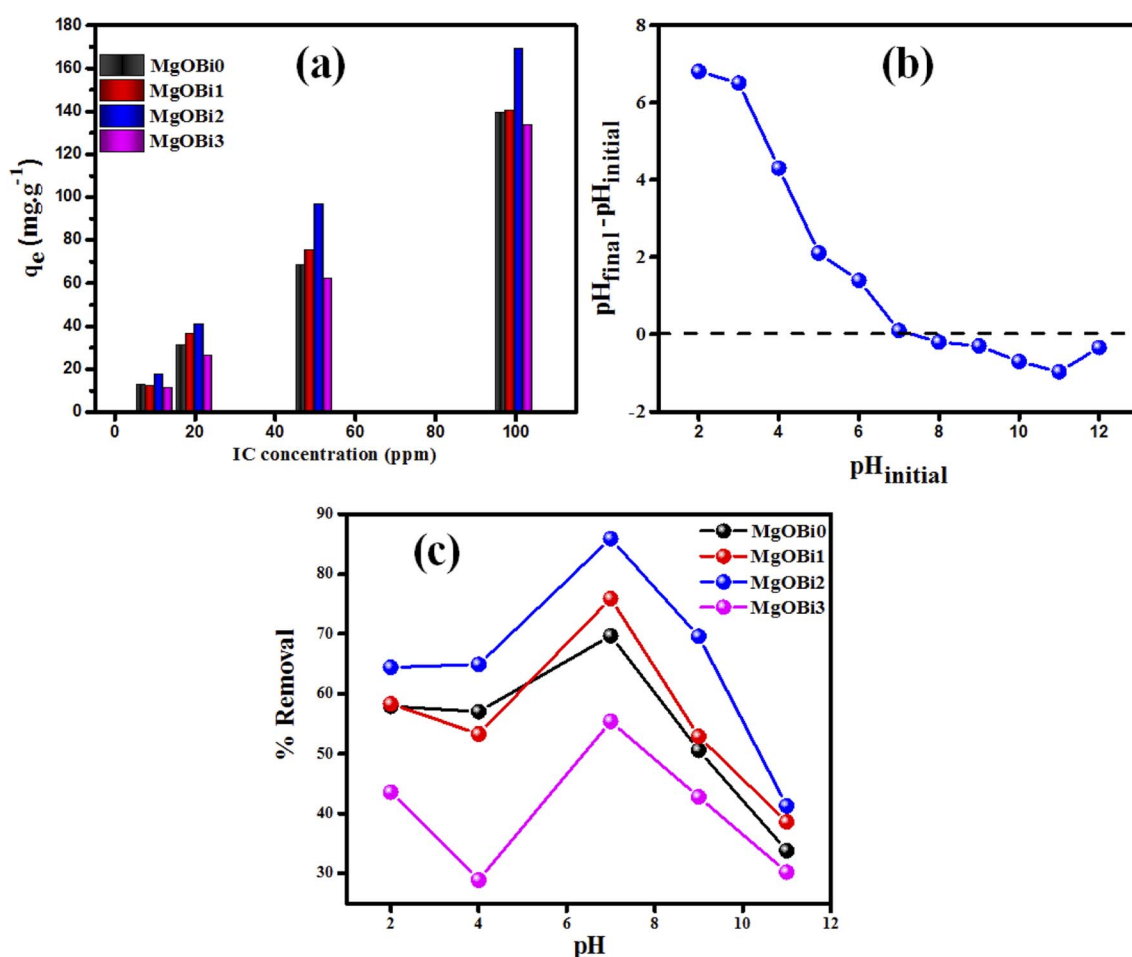 (a)
MgOBi0
MgOBi1
MgOBi2
MgOBi3
180
160
140
120
100
80
60
40
20
0
qe (mg.g-1)
0 20 40 60 80 100
IC concentration (ppm)
(b)
8
6
4
2
0
-2
pHfinal-pHinitial
2 4 6 8 10 12
pHinitial
(c)
MgOBi0
MgOBi1
MgOBi2
MgOBi3
90
80
70
60
50
40
30
% Removal
2 4 6 8 10 12
pH